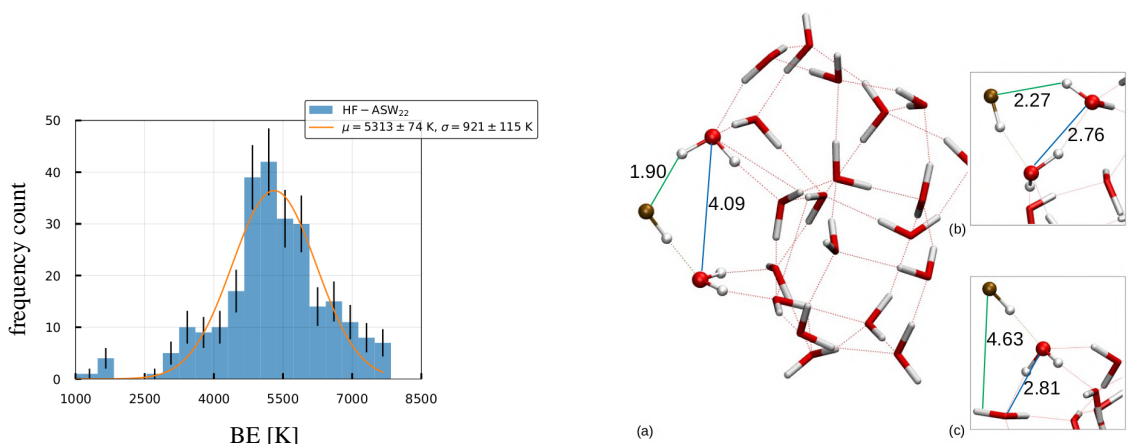 HF − ASW22
μ = 5313 ± 74 K, σ = 921 ± 115 K
frequency count
50
40
30
20
10
0
1000 2500 4000 5500 7000 8500
BE [K]
1.90
4.09
(a)
2.27
2.76
(b)
4.63
2.81
(c)